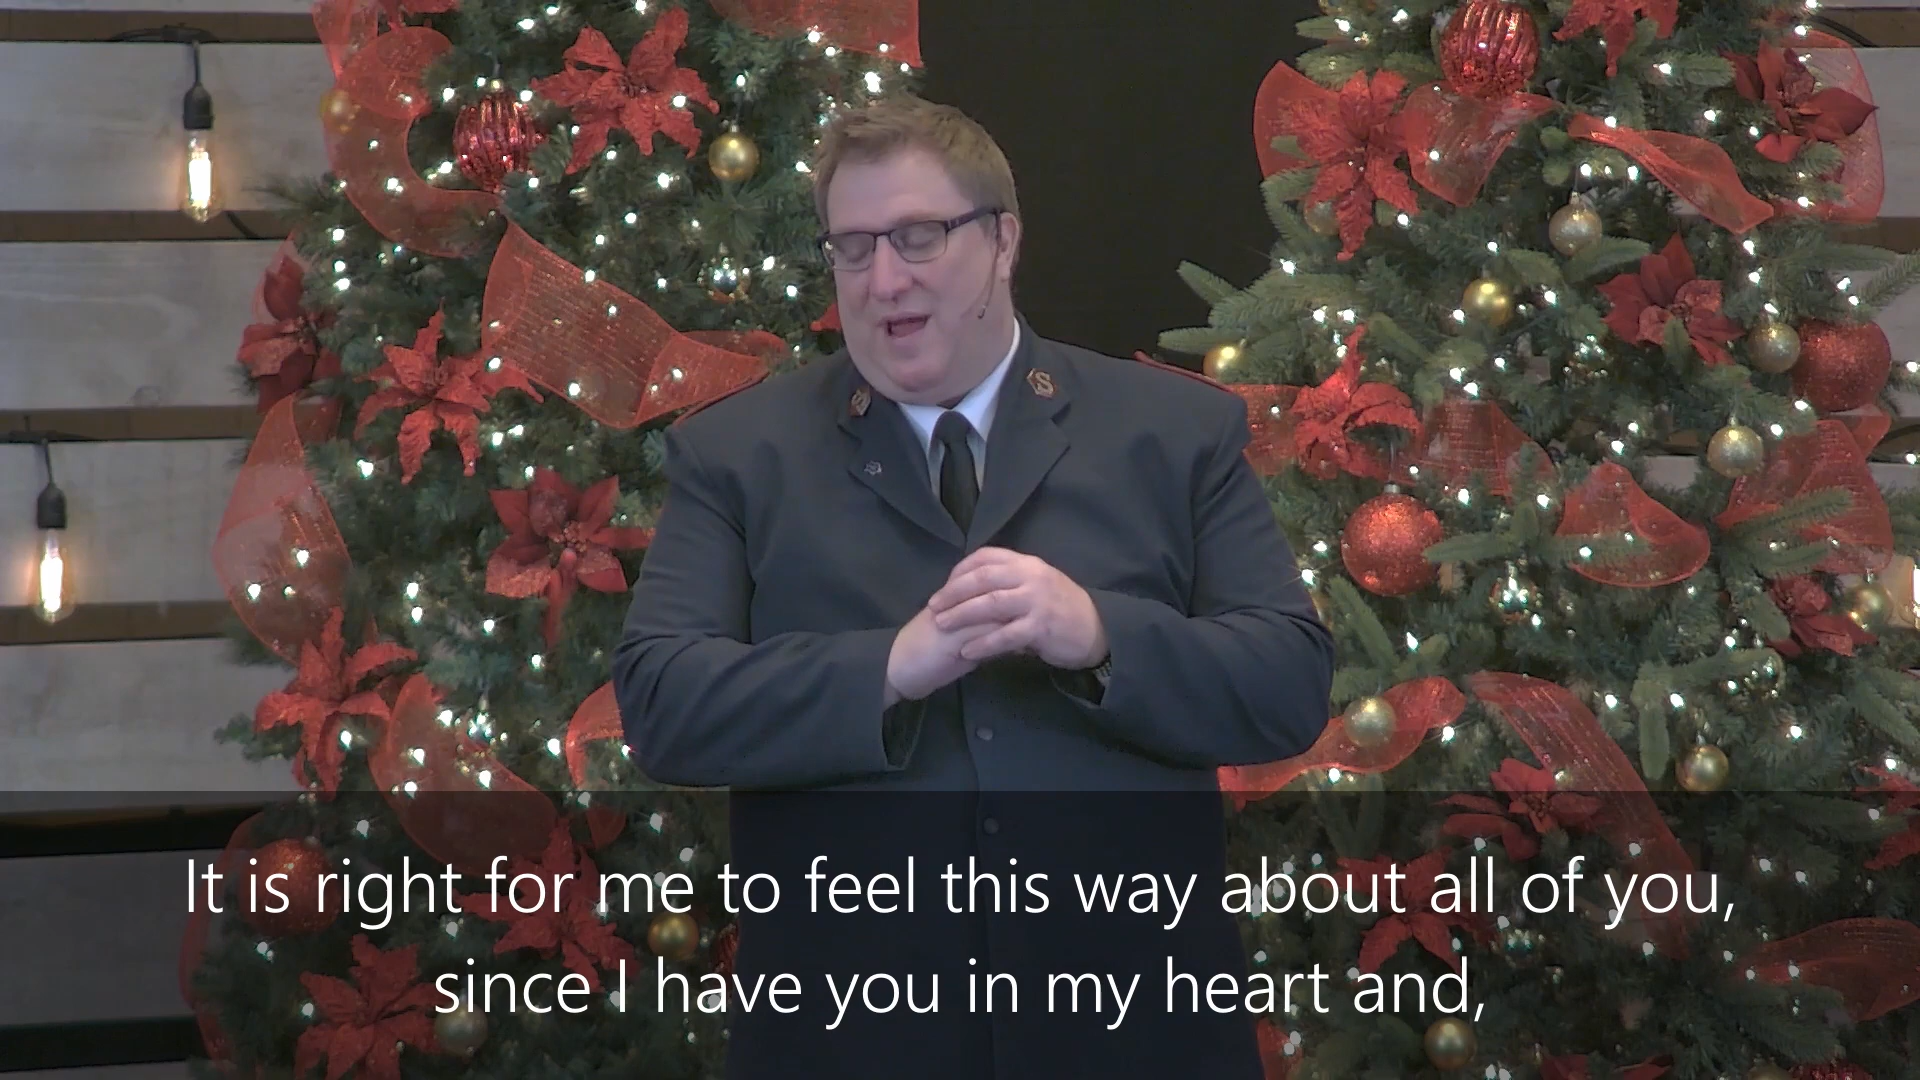 S
It is right for me to feel this way about all of you,
since I have you in my heart and,